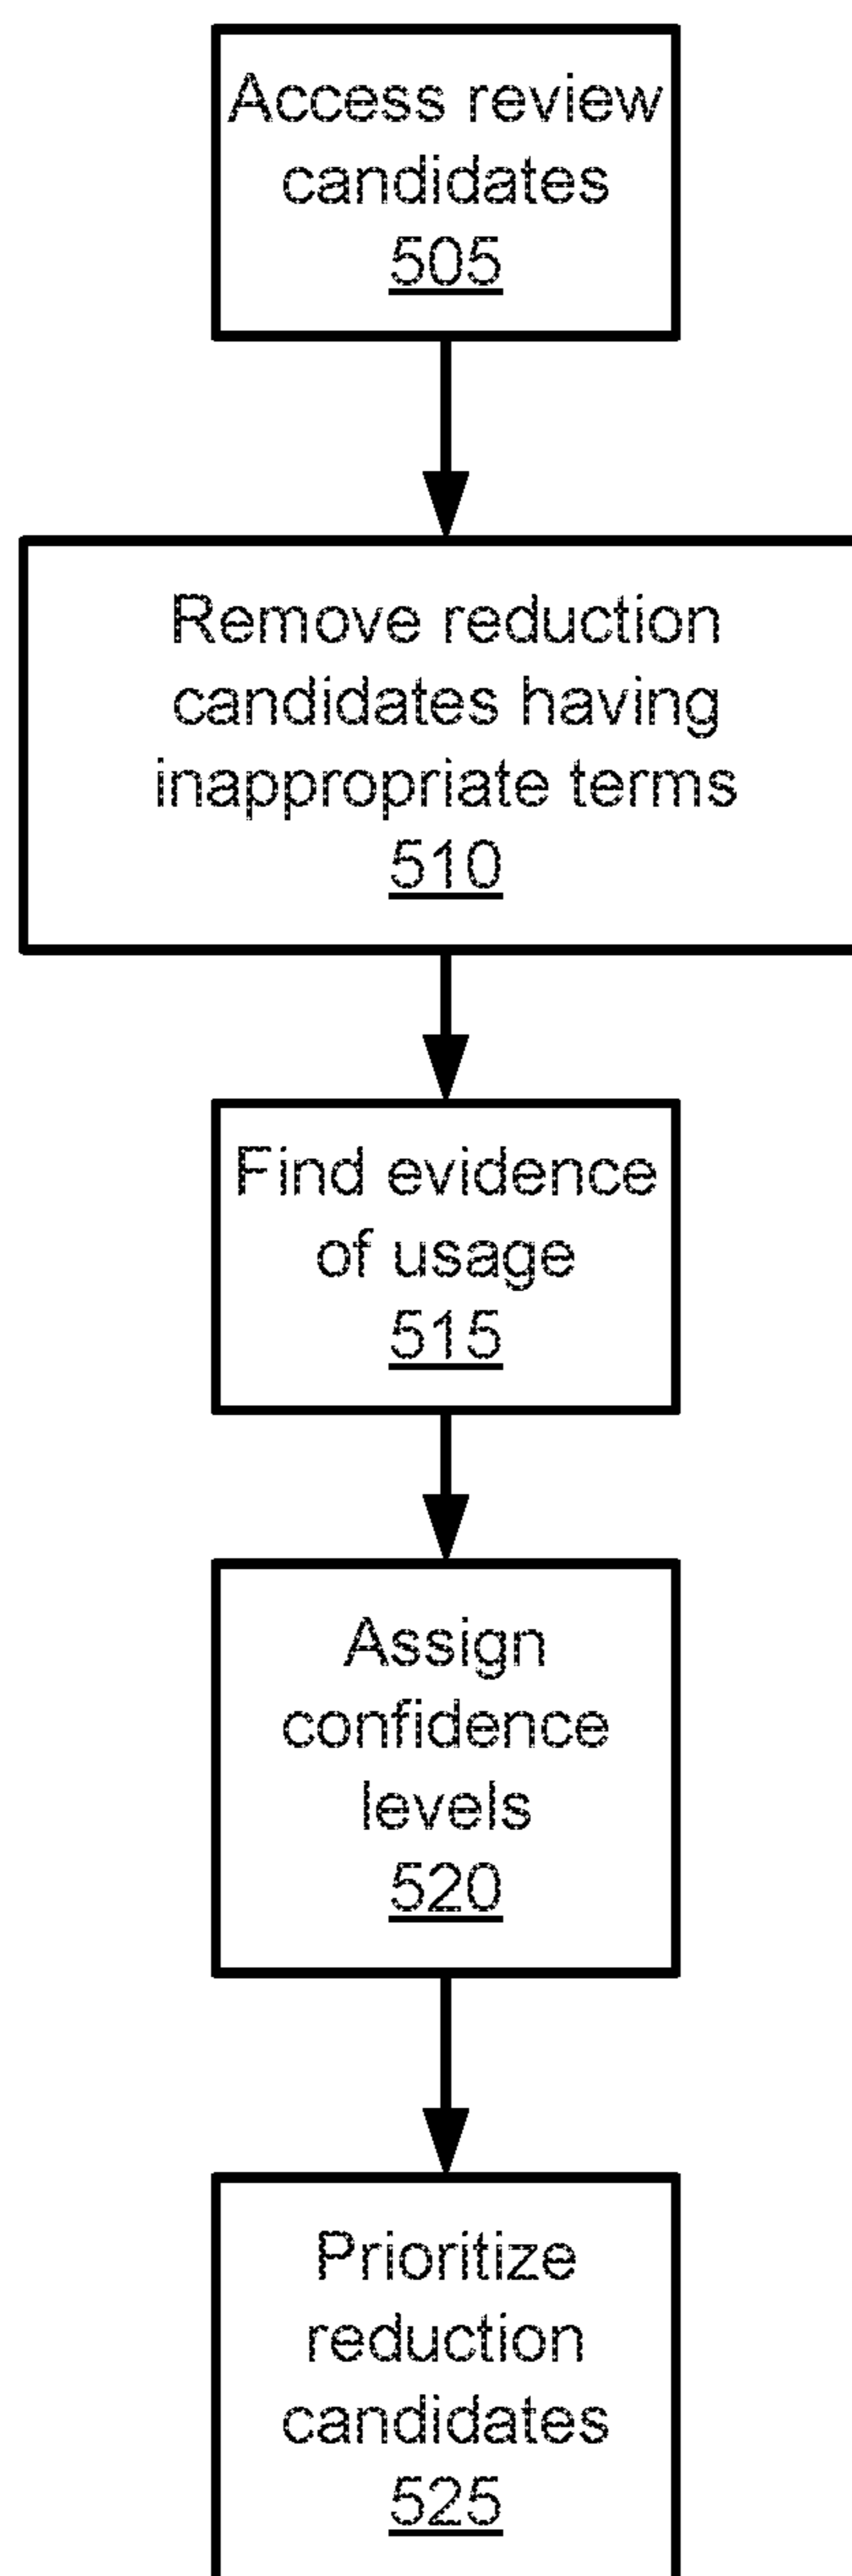 Access review
candidates
505
Remove reduction
candidates having
inappropriate terms
510
Find evidence
of usage
515
Assign
confidence
levels
520
Prioritize
reduction
candidates
525